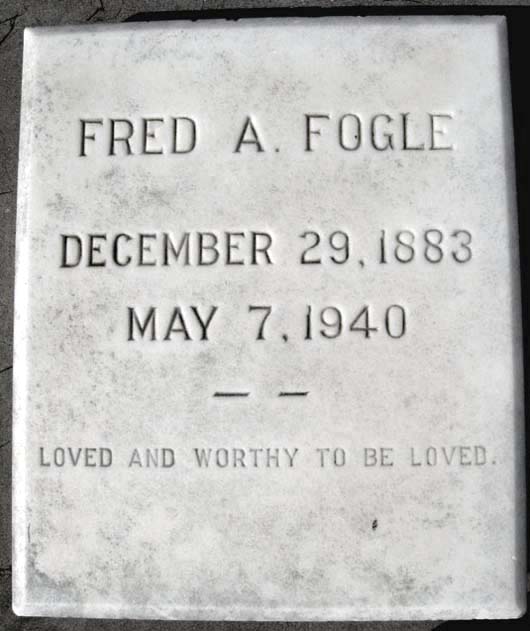 FRED A. FOGLE
DECEMBER 29, 1883
MAY 7, 1940
— —
LOVED AND WORTHY TO BE LOVED.